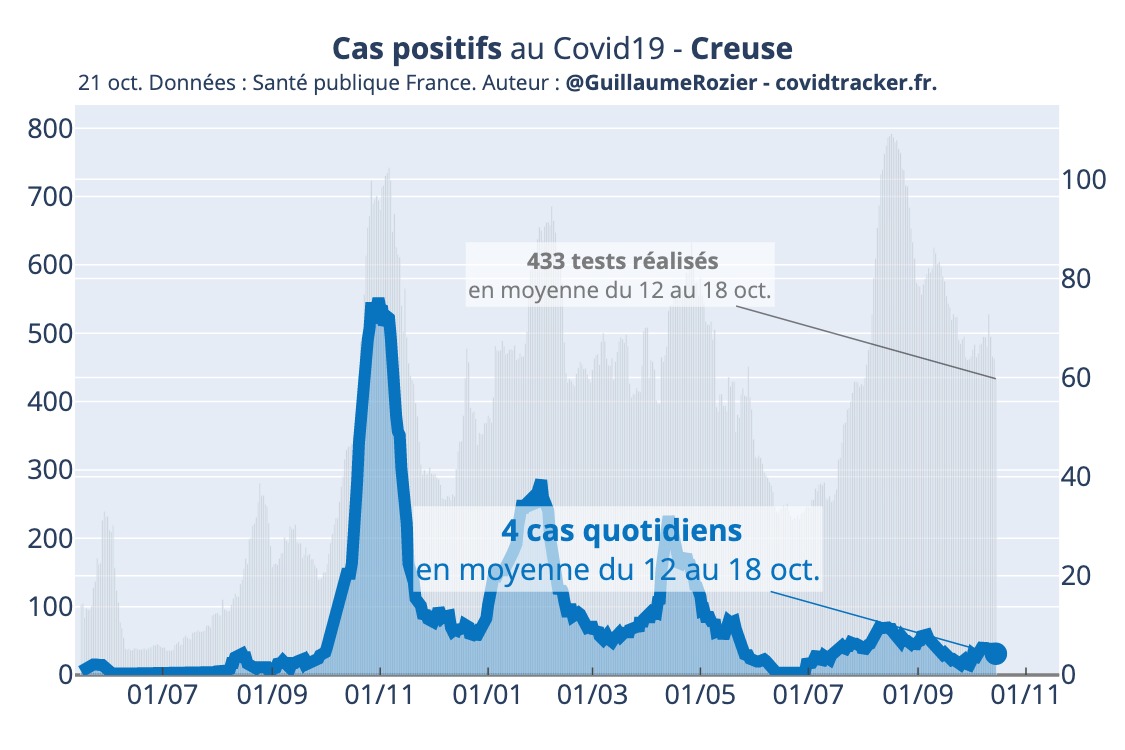 Cas positifs au Covid19 - Creuse
21 oct. Données : Santé publique France. Auteur : @GuillaumeRozier - covidtracker.fr.
800
700
600
500
400
300
200
100
0
100
80
60
40
20
0
433 tests réalisés
en moyenne du 12 au 18 oct.
4 cas quotidiens
en moyenne du 12 au 18 oct.
01/07 01/09 01/11 01/01 01/03 01/05 01/07 01/09 01/11